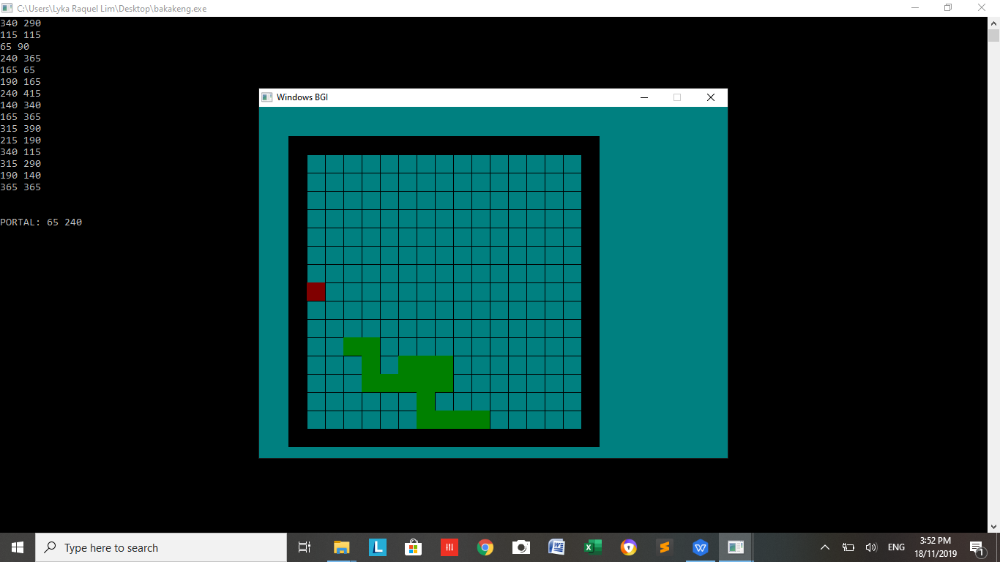 C:\Users\Lyka Raquel Lim\Desktop\bakakeng.exe
340 290
115 115
65 90
240 365
165 65
190 165
240 415
140 340
165 365
315 390
215 190
340 115
315 290
190 140
365 365
PORTAL: 65 240
Windows BGI
Type here to search
L
W
X
S
W
ENG
3:52 PM
18/11/2019
1